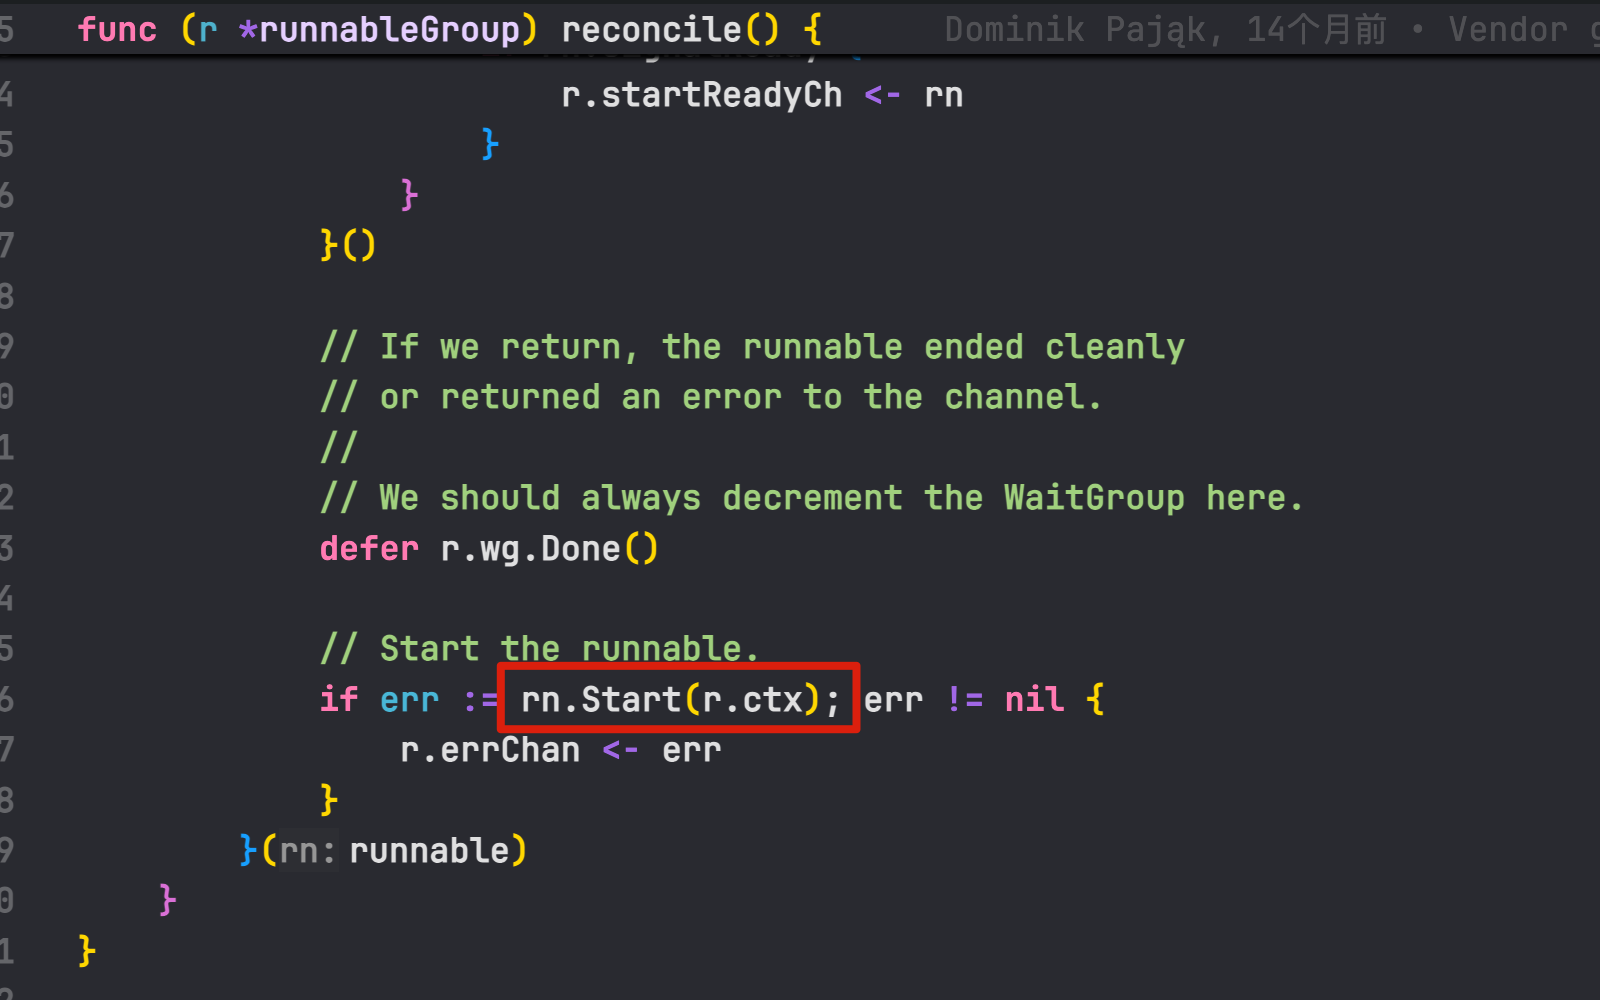 5 func (r *runnableGroup) reconcile() { Dominik Pająk, 14个月前 • Vendor g
4 r.startReadyCh <- rn
5 }
6 }
7 }()
8
9 // If we return, the runnable ended cleanly
0 // or returned an error to the channel.
1 //
2 // We should always decrement the WaitGroup here.
3 defer r.wg.Done()
4
5 // Start the runnable.
6 if err := rn.Start(r.ctx); err != nil {
7 r.errChan <- err
8 }
9 }(rn: runnable)
0 }
1 }
2